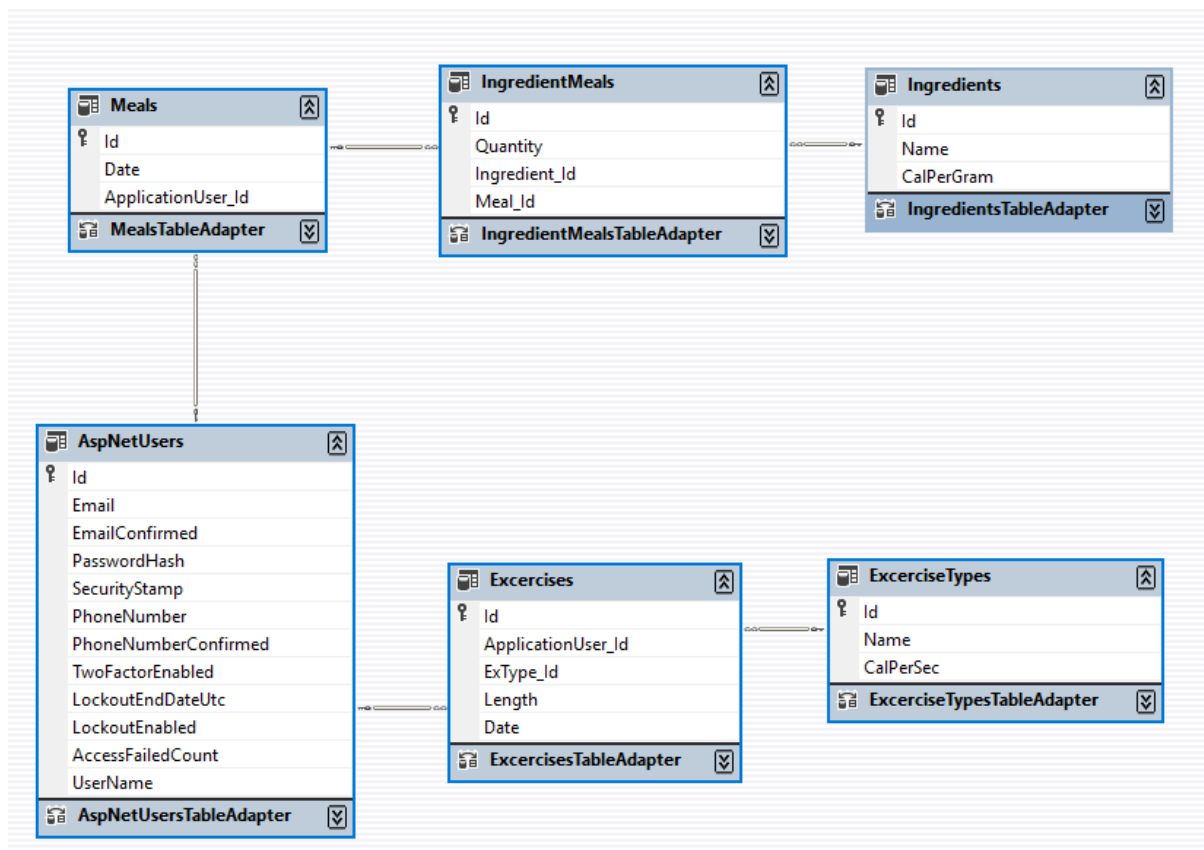 Meals
Id
Date
ApplicationUser_Id
MealsTableAdapter
IngredientMeals
Id
Quantity
Ingredient_Id
Meal_Id
IngredientMealsTableAdapter
Ingredients
Id
Name
CalPerGram
IngredientsTableAdapter
AspNetUsers
Id
Email
EmailConfirmed
PasswordHash
SecurityStamp
PhoneNumber
PhoneNumberConfirmed
TwoFactorEnabled
LockoutEndDateUtc
LockoutEnabled
AccessFailedCount
UserName
AspNetUsersTableAdapter
Excercises
Id
ApplicationUser_Id
ExType_Id
Length
Date
ExcercisesTableAdapter
ExcerciseTypes
Id
Name
CalPerSec
ExcerciseTypesTableAdapter